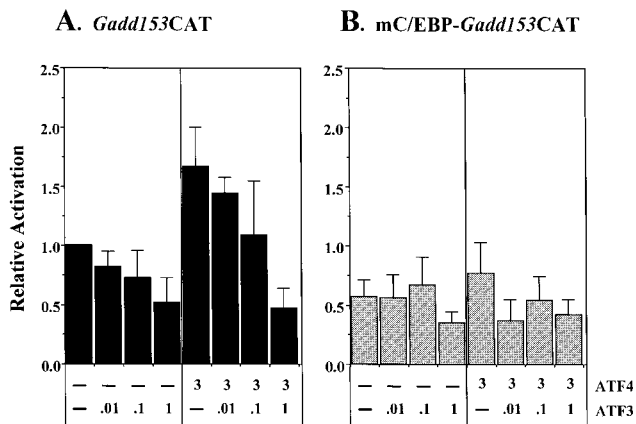 A. Gadd153CAT
B. mC/EBP-Gadd153CAT
Relative Activation
2.5
2.0
1.5
1.0
0.5
0.0
2.5
2.0
1.5
1.0
0.5
0.0
– – – – 3 3 3 3
– .01 .1 1 – .01 .1 1
– – – – 3 3 3 3 ATF4
– .01 .1 1 – .01 .1 1 ATF3